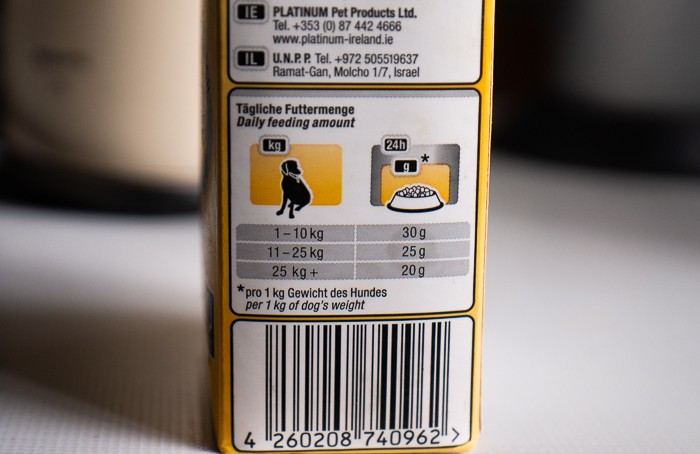 IE PLATINUM Pet Products Ltd.
Tel. +353 (0) 87 442 4666
www.platinum-ireland.ie
IL U.N.P.P. Tel. +972 505519637
Ramat-Gan, Molcho 1/7, Israel
Tägliche Futtermenge
Daily feeding amount
kg 24h
g *
1–10 kg 30 g
11–25 kg 25 g
25 kg + 20 g
*pro 1 kg Gewicht des Hundes
per 1 kg of dog's weight
4 260208 740962 >